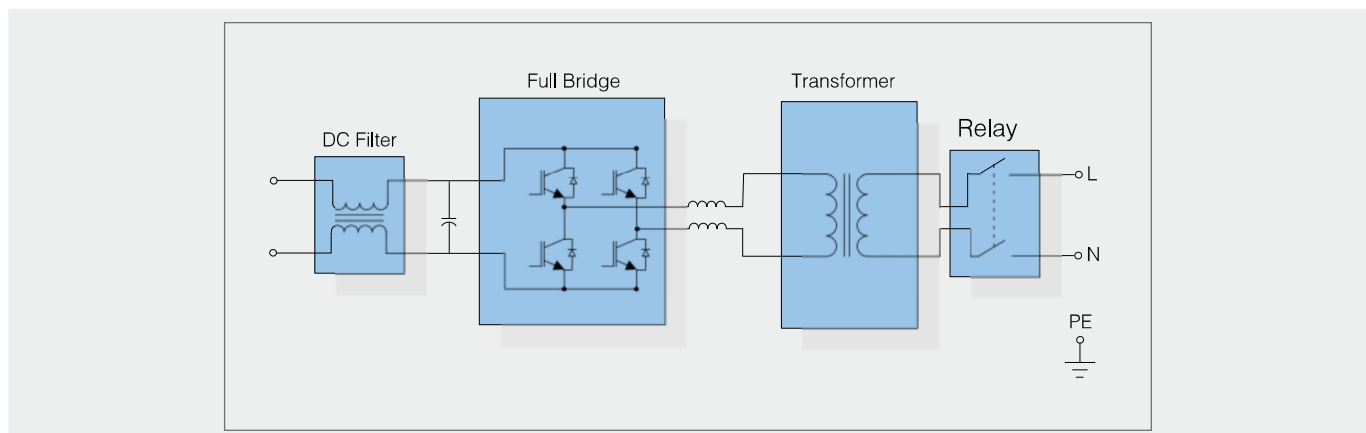 Full Bridge
Transformer
DC Filter
Relay
L
N
PE